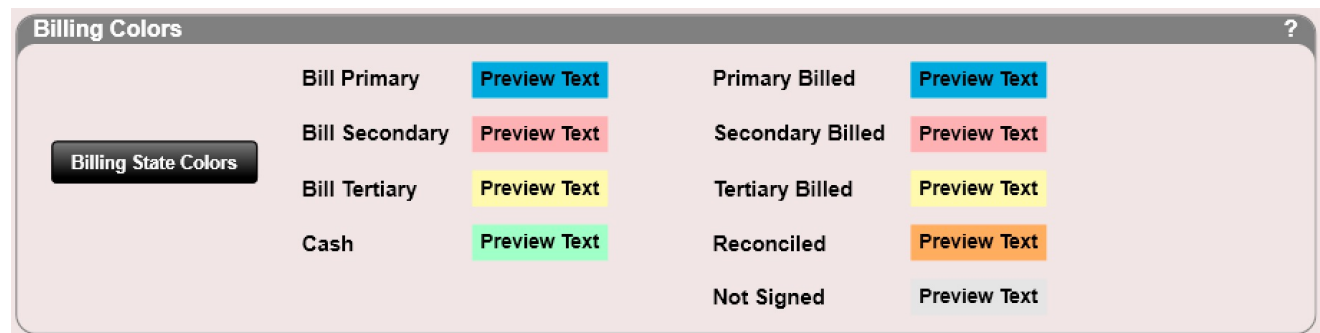 Billing Colors ?
Bill Primary Preview Text Primary Billed Preview Text
Bill Secondary Preview Text Secondary Billed Preview Text
Billing State Colors
Bill Tertiary Preview Text Tertiary Billed Preview Text
Cash Preview Text Reconciled Preview Text
Not Signed Preview Text